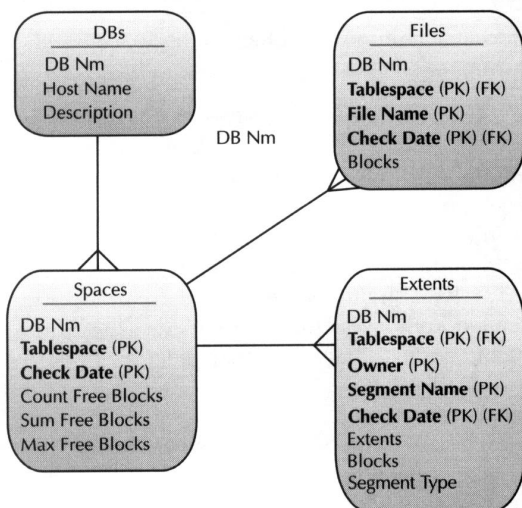 DBs
DB Nm
Host Name
Description
Files
DB Nm
Tablespace (PK) (FK)
File Name (PK)
Check Date (PK) (FK)
Blocks
DB Nm
Spaces
DB Nm
Tablespace (PK)
Check Date (PK)
Count Free Blocks
Sum Free Blocks
Max Free Blocks
Extents
DB Nm
Tablespace (PK) (FK)
Owner (PK)
Segment Name (PK)
Check Date (PK) (FK)
Extents
Blocks
Segment Type